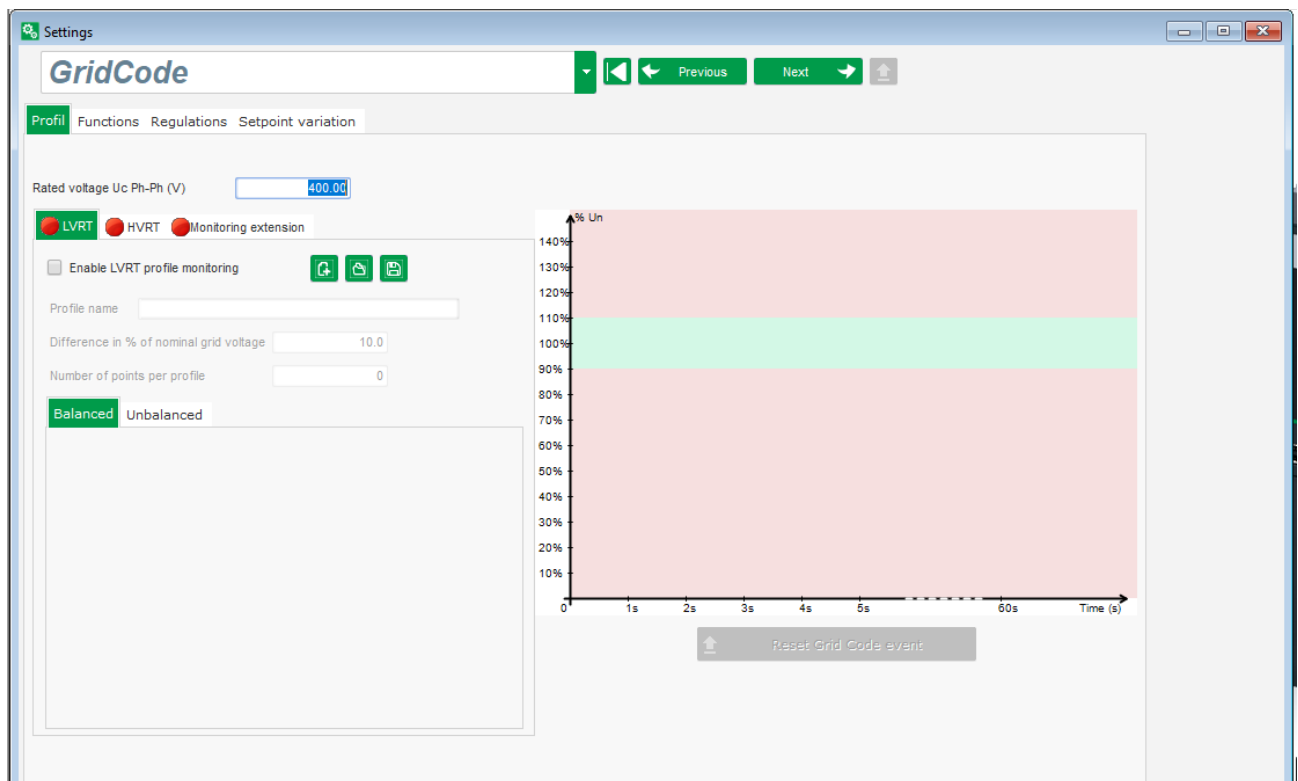 Settings
GridCode
Previous
Next
Profil Functions Regulations Setpoint variation
Rated voltage Uc Ph-Ph (V) 400.00
LVRT HVRT Monitoring extension
Enable LVRT profile monitoring
Profile name
Difference in % of nominal grid voltage 10.0
Number of points per profile 0
Balanced Unbalanced
% Un
140%
130%
120%
110%
100%
90%
80%
70%
60%
50%
40%
30%
20%
10%
0 1s 2s 3s 4s 5s 60s Time (s)
Reset Grid Code event